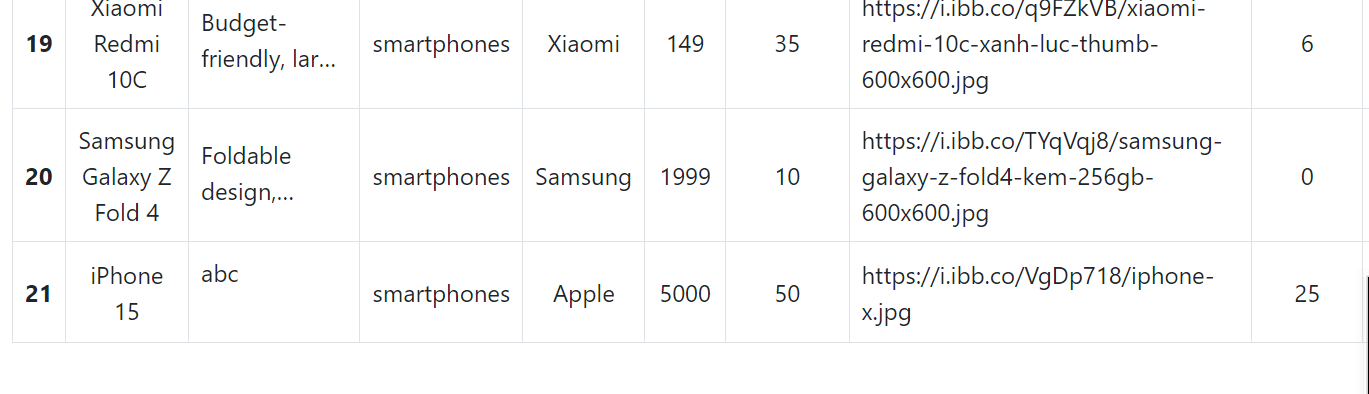 19
Xiaomi
Redmi
10C
Budget-
friendly, lar...
smartphones
Xiaomi
149
35
https://i.ibb.co/q9FZkVB/xiaomi-
redmi-10c-xanh-luc-thumb-
600x600.jpg
6
20
Samsung
Galaxy Z
Fold 4
Foldable
design,...
smartphones
Samsung
1999
10
https://i.ibb.co/TYqVqj8/samsung-
galaxy-z-fold4-kem-256gb-
600x600.jpg
0
21
iPhone
15
abc
smartphones
Apple
5000
50
https://i.ibb.co/VgDp718/iphone-
x.jpg
25